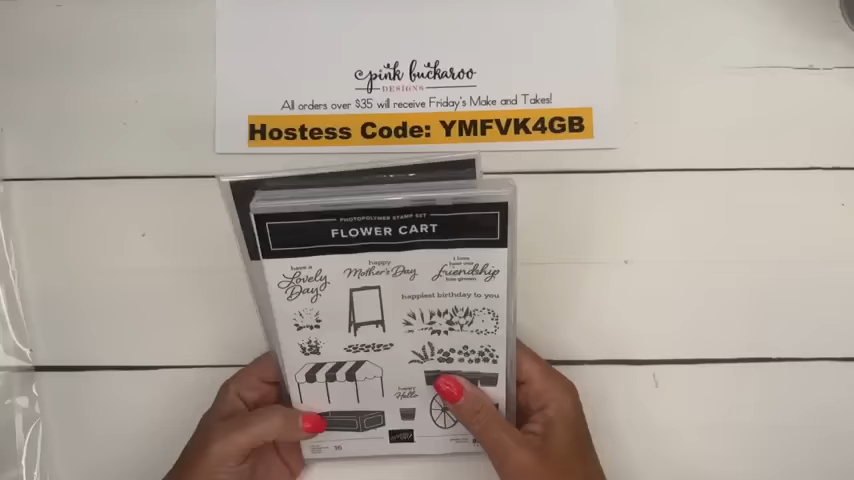 pink buckaroo
DESIGNS
All orders over $35 will receive Friday's Make and Takes!
Hostess Code: YMFVK4GB
PHOTOPOLYMER STAMP SET
FLOWER CART
have a
Lovely
Day
happy
Mother's Day
I love
how our
friendship
has grown
happiest birthday to you
happy
Hello
16